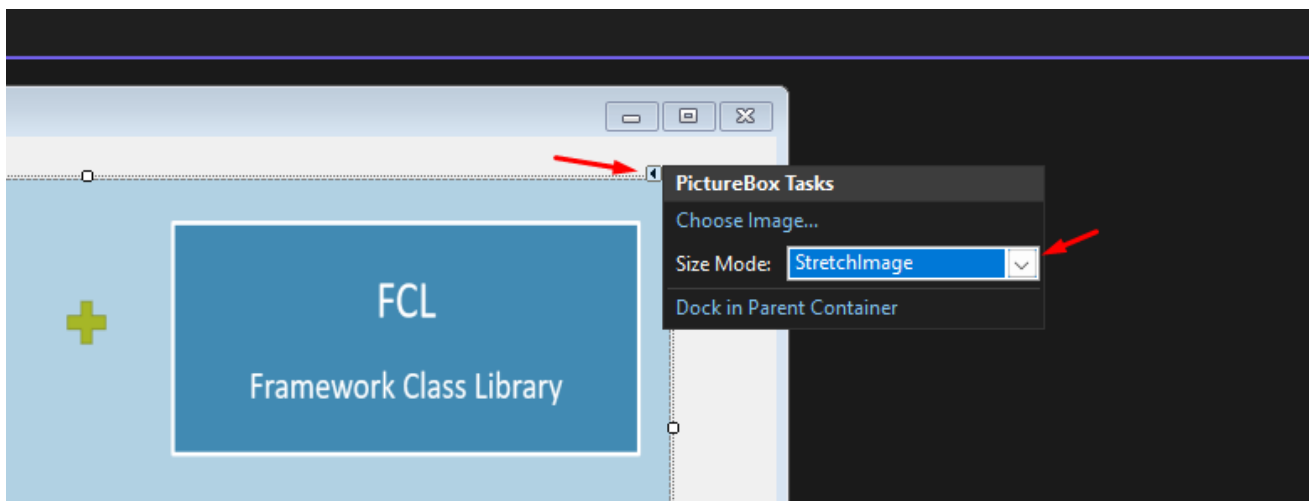 PictureBox Tasks
Choose Image...
Size Mode: StretchImage
Dock in Parent Container
FCL
Framework Class Library